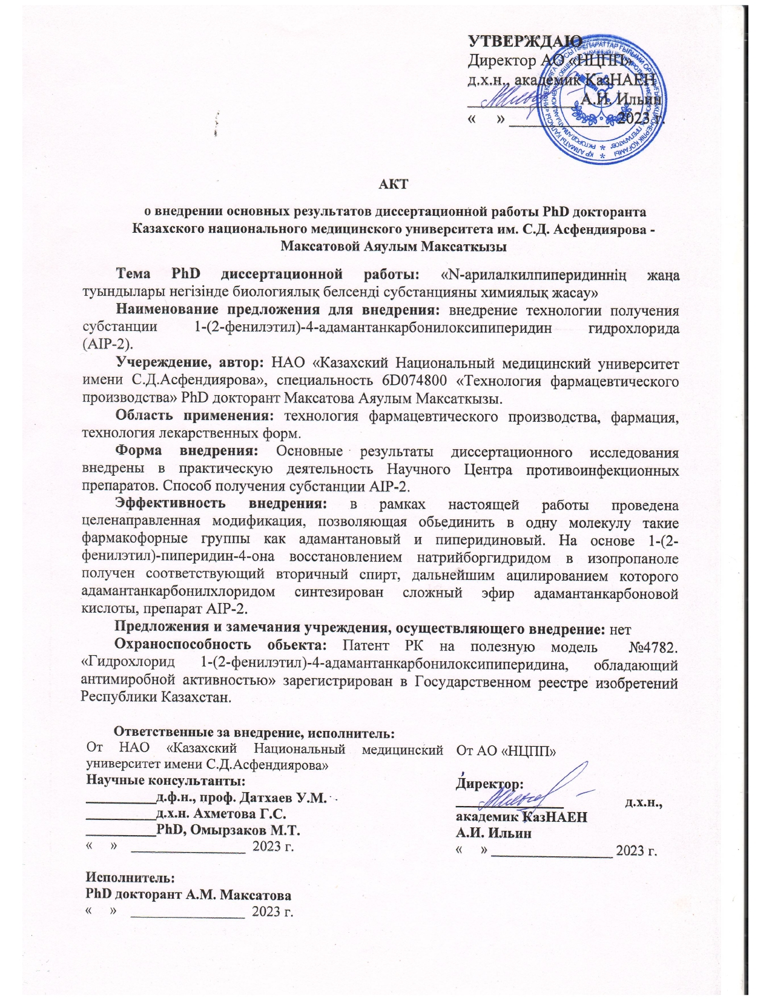 УТВЕРЖДАЮ
Директор АО «НЦПП»
д.х.н., академик КазНАЕН
_____________ А.И. Ильин
« » ____________ 2023 г.
АКТ
о внедрении основных результатов диссертационной работы PhD докторанта
Казахского национального медицинского университета им. С.Д. Асфендиярова -
Максатовой Аяулым Максаткызы
Тема PhD диссертационной работы: «N-арилалкилпиперидиннің жаңа
туындылары негізінде биологиялық белсенді субстанцияны химиялық жасау»
Наименование предложения для внедрения: внедрение технологии получения
субстанции 1-(2-фенилэтил)-4-адамантанкарбонилоксипиперидин гидрохлорида
(AIP-2).
Учереждение, автор: НАО «Казахский Национальный медицинский университет
имени С.Д.Асфендиярова», специальность 6D074800 «Технология фармацевтического
производства» PhD докторант Максатова Аяулым Максаткызы.
Область применения: технология фармацевтического производства, фармация,
технология лекарственных форм.
Форма внедрения: Основные результаты диссертационного исследования
внедрены в практическую деятельность Научного Центра противоинфекционных
препаратов. Способ получения субстанции AIP-2.
Эффективность внедрения: в рамках настоящей работы проведена
целенаправленная модификация, позволяющая обьединить в одну молекулу такие
фармакофорные группы как адамантановый и пиперидиновый. На основе 1-(2-
фенилэтил)-пиперидин-4-она восстановлением натрийборгидридом в изопропаноле
получен соответствующий вторичный спирт, дальнейшим ацилированием которого
адамантанкарбонилхлоридом синтезирован сложный эфир адамантанкарбоновой
кислоты, препарат AIP-2.
Предложения и замечания учреждения, осуществляющего внедрение: нет
Охраноспособность обьекта: Патент РК на полезную модель №4782.
«Гидрохлорид 1-(2-фенилэтил)-4-адамантанкарбонилоксипиперидина, обладающий
антимиробной активностью» зарегистрирован в Государственном реестре изобретений
Республики Казахстан.
Ответственные за внедрение, исполнитель:
От НАО «Казахский Национальный медицинский
университет имени С.Д.Асфендиярова»
Научные консультанты:
__________д.ф.н., проф. Датхаев У.М.
__________д.х.н. Ахметова Г.С.
__________PhD, Омырзаков М.Т.
« » ________________ 2023 г.
От АО «НЦПП»
Директор:
_______________ д.х.н.,
академик КазНАЕН
А.И. Ильин
« » _________________ 2023 г.
Исполнитель:
PhD докторант А.М. Максатова
« » ________________ 2023 г.